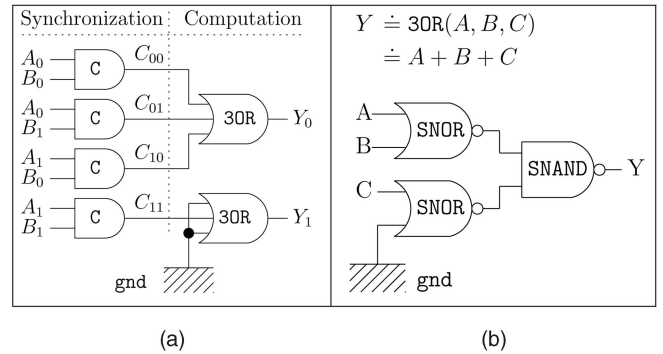 Synchronization Computation
A₀
B₀
C
C₀₀
A₀
B₁
C
C₀₁
3OR
Y₀
A₁
B₀
C
C₁₀
A₁
B₁
C
C₁₁
3OR
Y₁
gnd
(a)
Y ≐ 3OR(A, B, C)
≐ A + B + C
A
B
SNOR
SNAND
Y
C
SNOR
gnd
(b)